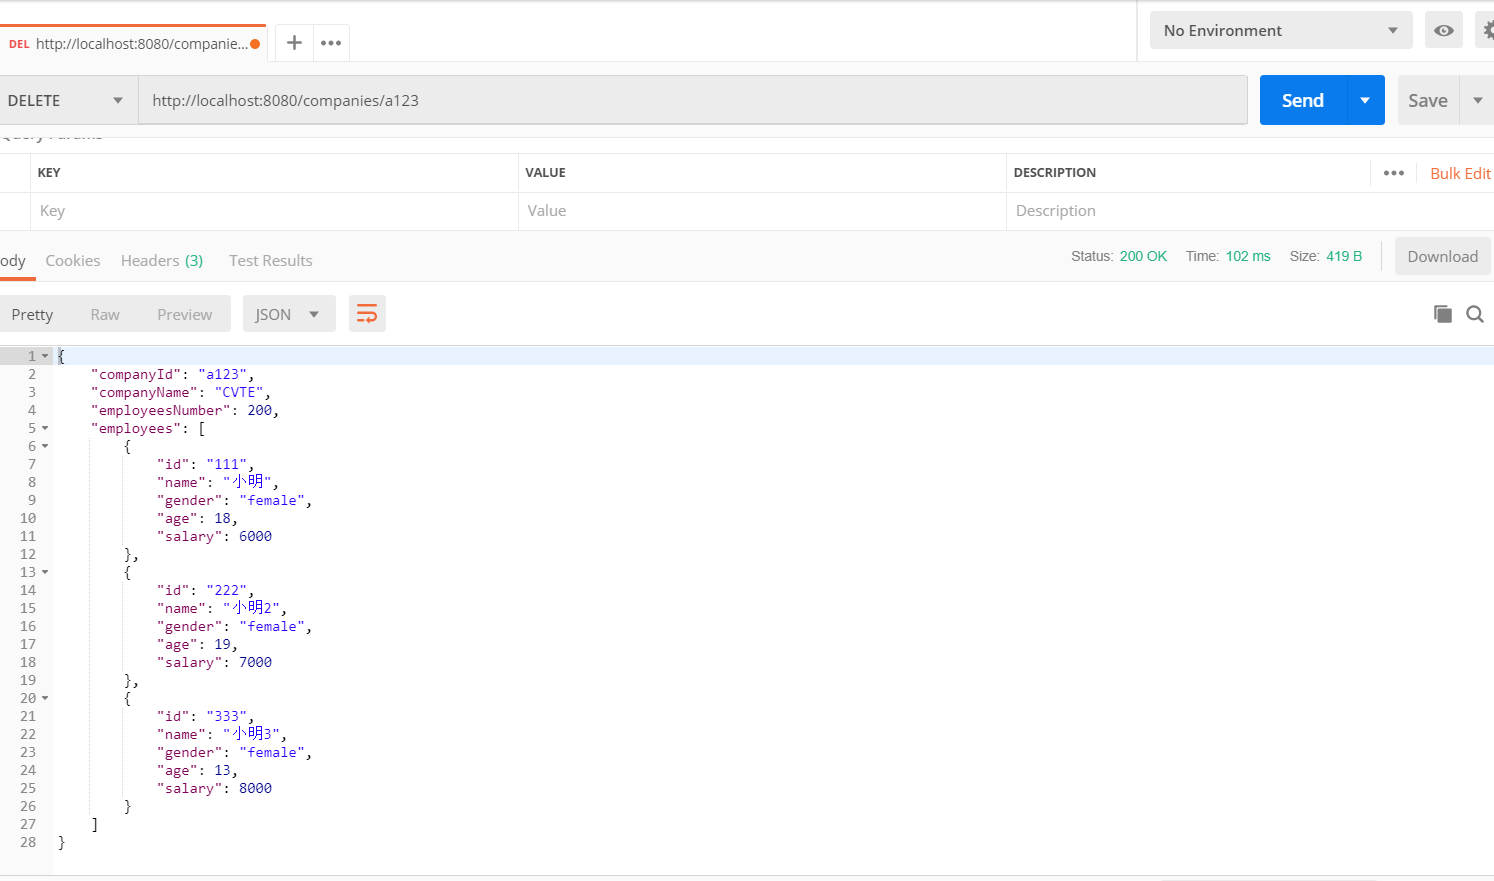 DEL http://localhost:8080/companie...
No Environment
DELETE http://localhost:8080/companies/a123 Send Save
Query Params
KEY VALUE DESCRIPTION Bulk Edit
Key Value Description
ody Cookies Headers (3) Test Results Status: 200 OK Time: 102 ms Size: 419 B Download
Pretty Raw Preview JSON
1 {
2 "companyId": "a123",
3 "companyName": "CVTE",
4 "employeesNumber": 200,
5 "employees": [
6 {
7 "id": "111",
8 "name": "小明",
9 "gender": "female",
10 "age": 18,
11 "salary": 6000
12 },
13 {
14 "id": "222",
15 "name": "小明2",
16 "gender": "female",
17 "age": 19,
18 "salary": 7000
19 },
20 {
21 "id": "333",
22 "name": "小明3",
23 "gender": "female",
24 "age": 13,
25 "salary": 8000
26 }
27 ]
28 }